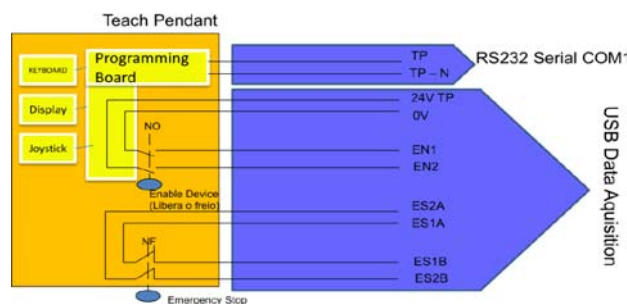 Teach Pendant
KEYBOARD
Programming
Board
Display
Joystick
TP
TP – N
RS232 Serial COM1
24V TP
0V
NO
EN1
EN2
Enable Device
(Libera o freio)
ES2A
ES1A
NF
ES1B
ES2B
Emergency Stop
USB Data Aquisition